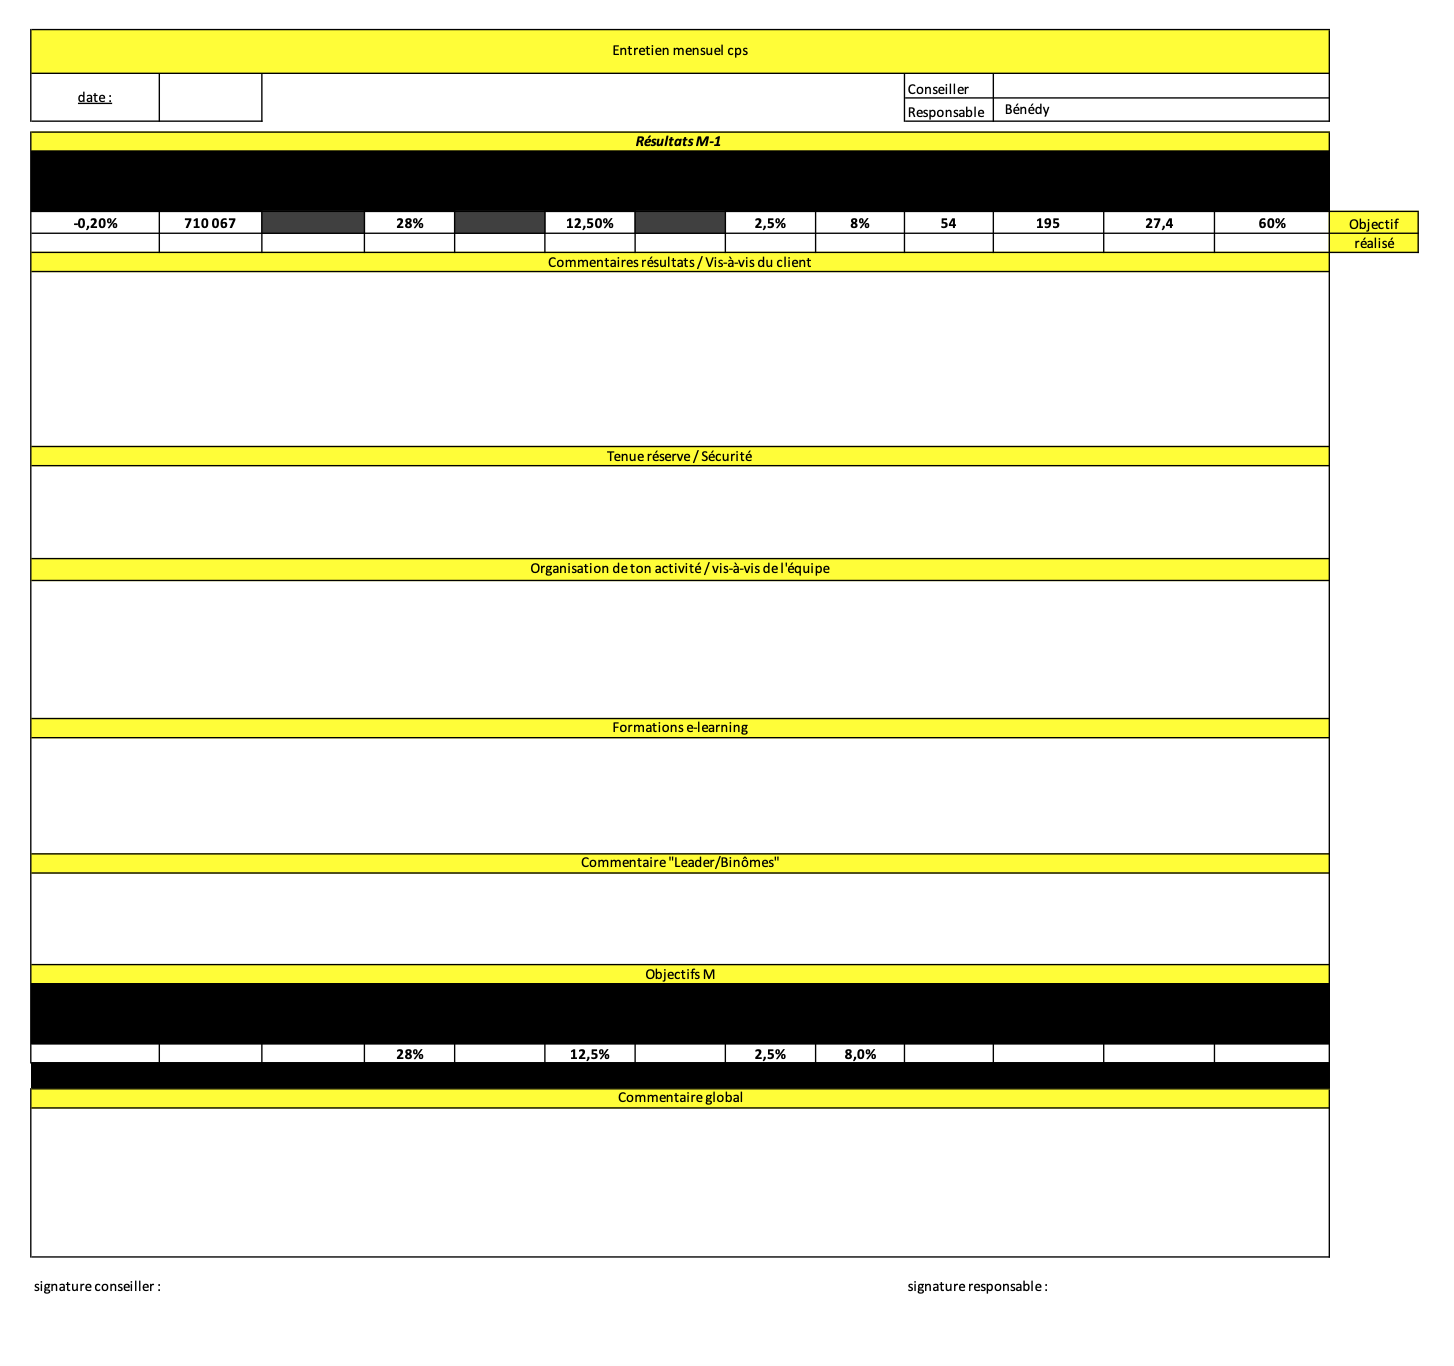 Entretien mensuel cps
date :
Conseiller
Responsable Bénédy
Résultats M-1
-0,20% 710 067 28% 12,50% 2,5% 8% 54 195 27,4 60% Objectif
réalisé
Commentaires résultats / Vis-à-vis du client
Tenue réserve / Sécurité
Organisation de ton activité / vis-à-vis de l'équipe
Formations e-learning
Commentaire "Leader/Binômes"
Objectifs M
28% 12,5% 2,5% 8,0%
Commentaire global
signature conseiller : signature responsable :